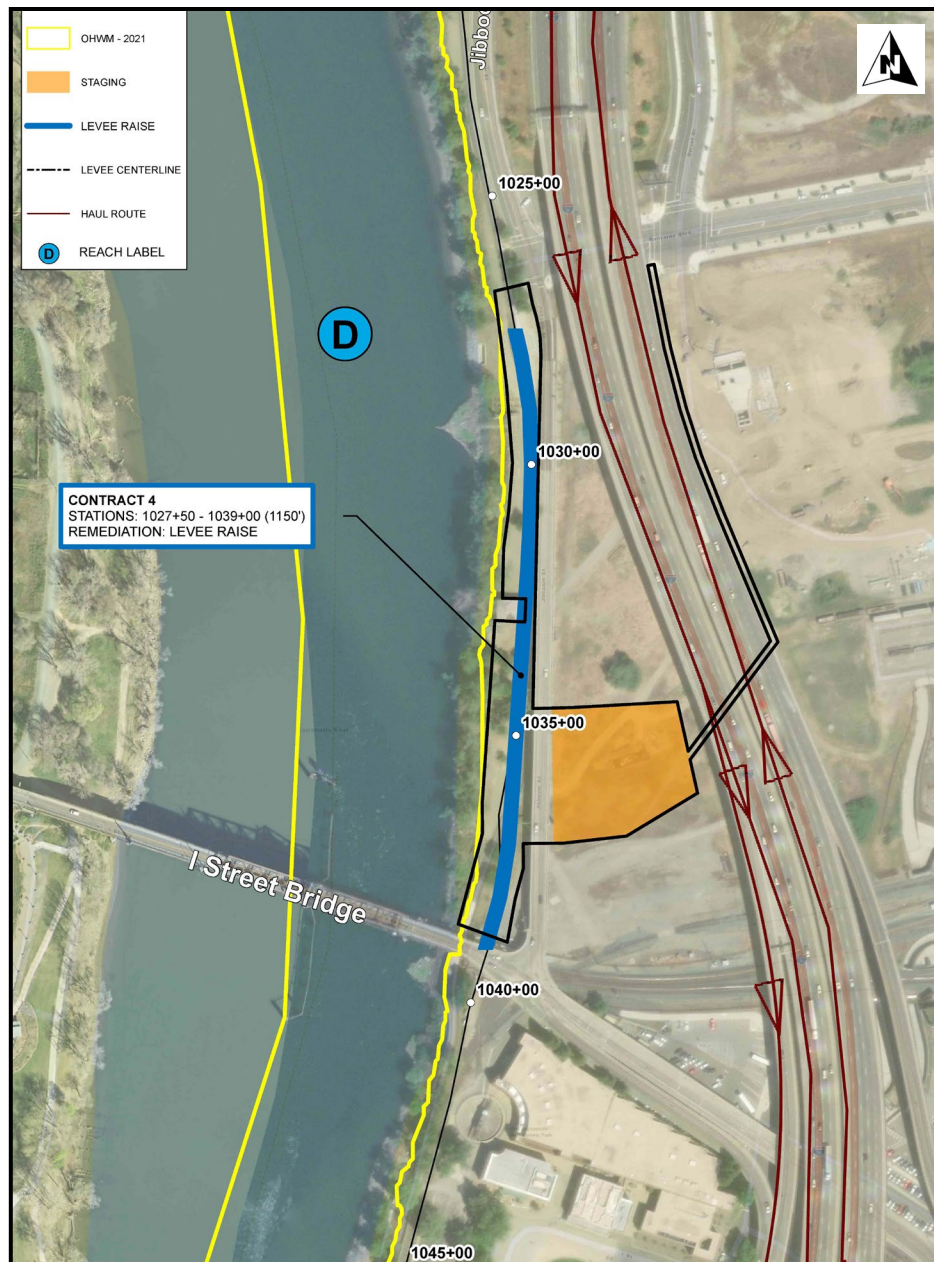 OHWM - 2021
STAGING
LEVEE RAISE
LEVEE CENTERLINE
HAUL ROUTE
D REACH LABEL
N
1025+00
D
1030+00
CONTRACT 4
STATIONS: 1027+50 - 1039+00 (1150')
REMEDIATION: LEVEE RAISE
1035+00
I Street Bridge
1040+00
1045+00